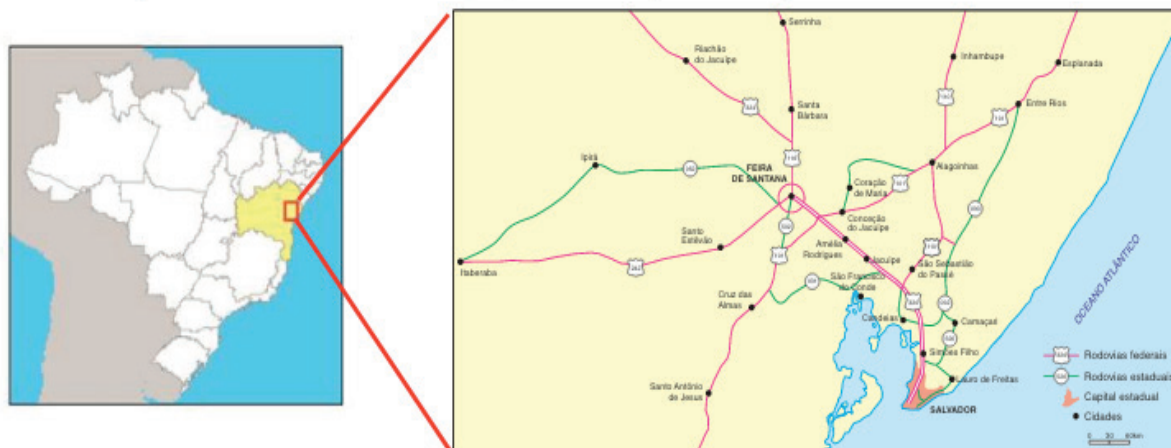 Serrinha
Riachão
do Jacuípe
Inhambupe
Esplanada
Santa
Bárbara
Entre Rios
Ipirá
FEIRA
DE SANTANA
Alagoinhas
Coração
de Maria
Conceição
do Jacuípe
Santo
Estêvão
Amélia
Rodrigues
Itaberaba
Jacuípe
São Sebastião
do Passé
São Francisco
do Conde
Cruz das
Almas
Candeias
Camaçari
Simões Filho
Lauro de Freitas
Santo Antônio
de Jesus
SALVADOR
OCEANO ATLÂNTICO
Rodovias federais
Rodovias estaduais
Capital estadual
Cidades